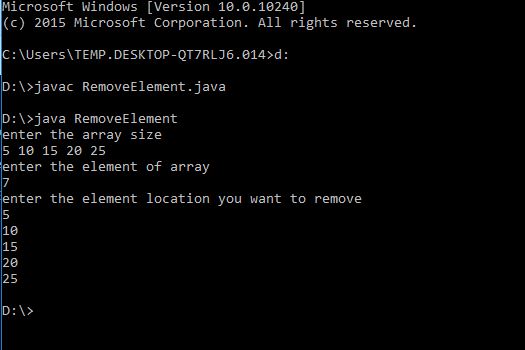 Microsoft Windows [Version 10.0.10240]
(c) 2015 Microsoft Corporation. All rights reserved.
C:\Users\TEMP.DESKTOP-QT7RLJ6.014>d:
D:\>javac RemoveElement.java
D:\>java RemoveElement
enter the array size
5 10 15 20 25
enter the element of array
7
enter the element location you want to remove
5
10
15
20
25
D:\>